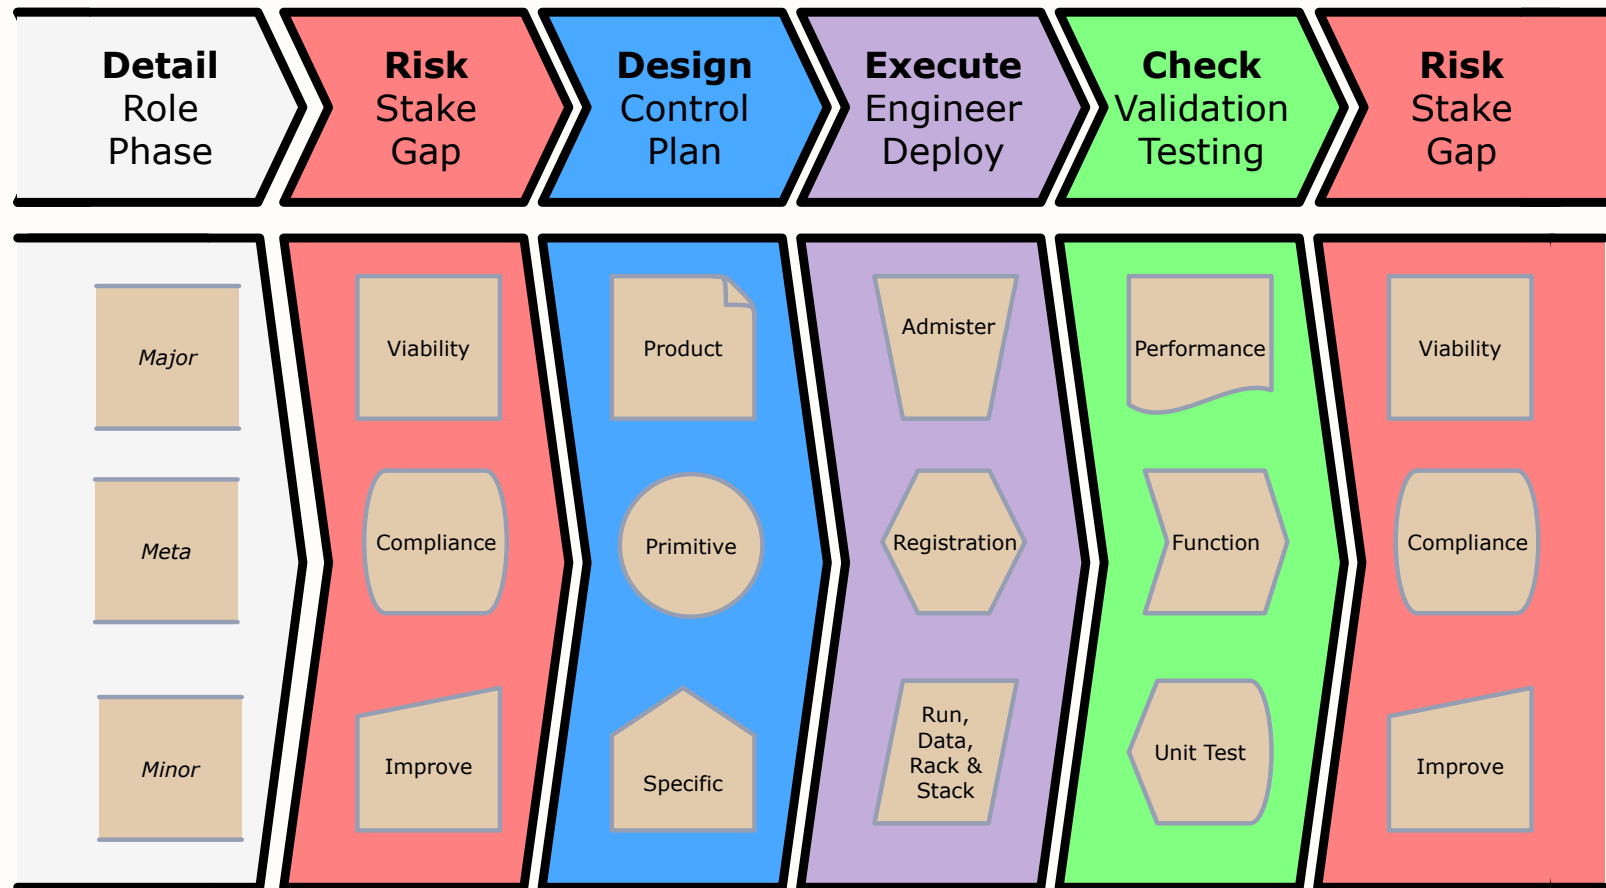 Detail
Role
Phase
Risk
Stake
Gap
Design
Control
Plan
Execute
Engineer
Deploy
Check
Validation
Testing
Risk
Stake
Gap
Major
Viability
Product
Admister
Performance
Viability
Meta
Compliance
Primitive
Registration
Function
Compliance
Minor
Improve
Specific
Run,
Data,
Rack &
Stack
Unit Test
Improve